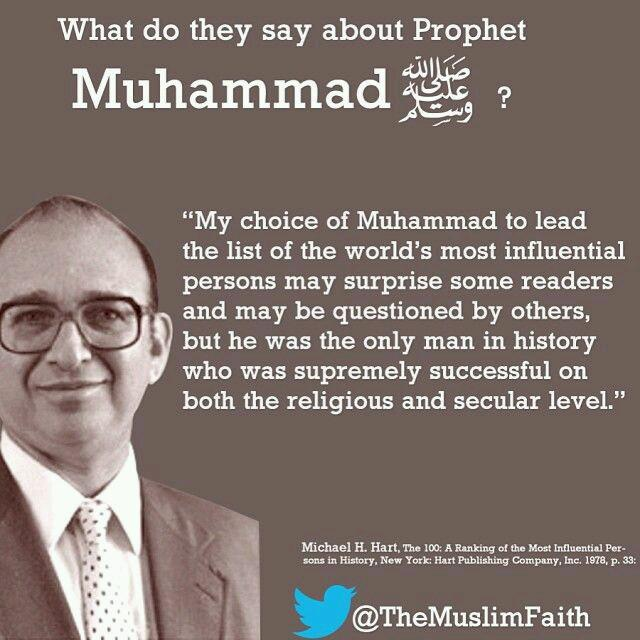 What do they say about Prophet
Muhammad ﷺ ?
“My choice of Muhammad to lead
the list of the world’s most influential
persons may surprise some readers
and may be questioned by others,
but he was the only man in history
who was supremely successful on
both the religious and secular level.”
Michael H. Hart, The 100: A Ranking of the Most Influential Per-
sons in History, New York: Hart Publishing Company, Inc. 1978, p. 33:
@TheMuslimFaith